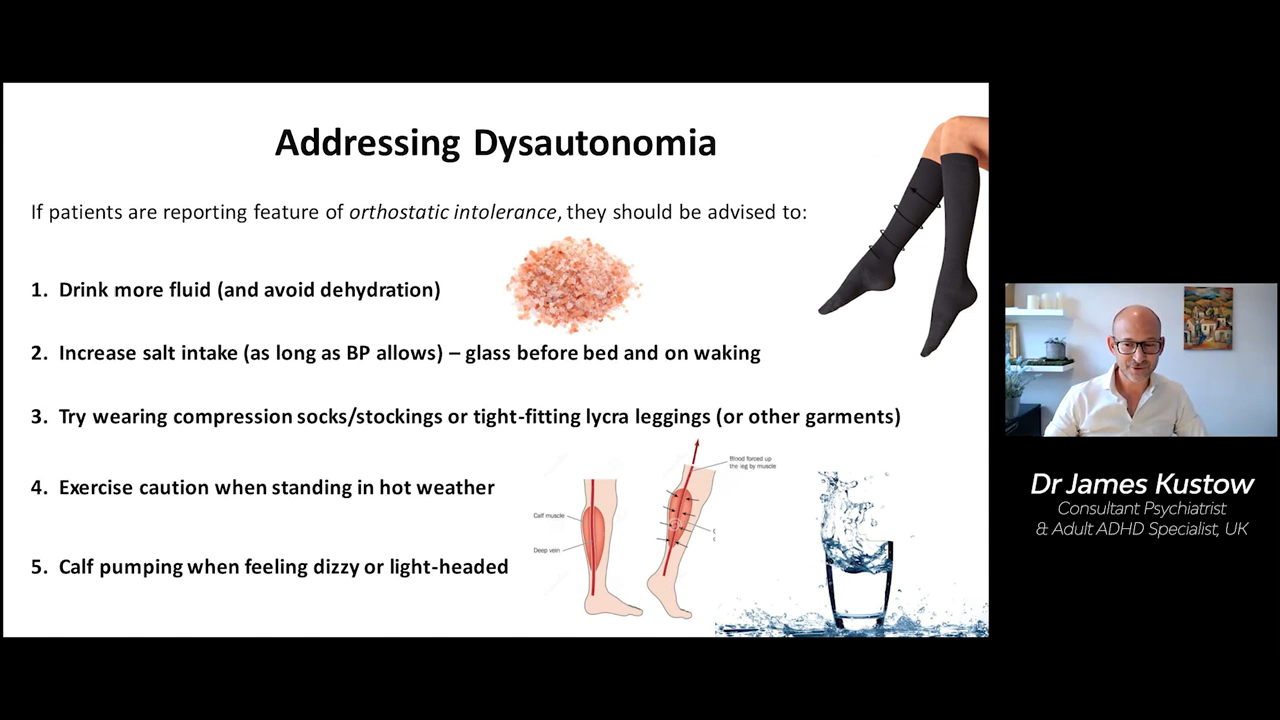 Addressing Dysautonomia
If patients are reporting feature of orthostatic intolerance, they should be advised to:
1. Drink more fluid (and avoid dehydration)
2. Increase salt intake (as long as BP allows) – glass before bed and on waking
3. Try wearing compression socks/stockings or tight-fitting lycra leggings (or other garments)
4. Exercise caution when standing in hot weather
5. Calf pumping when feeling dizzy or light-headed
Calf muscle
Deep vein
Blood forced up
the leg by muscle
Dr James Kustow
Consultant Psychiatrist
& Adult ADHD Specialist, UK